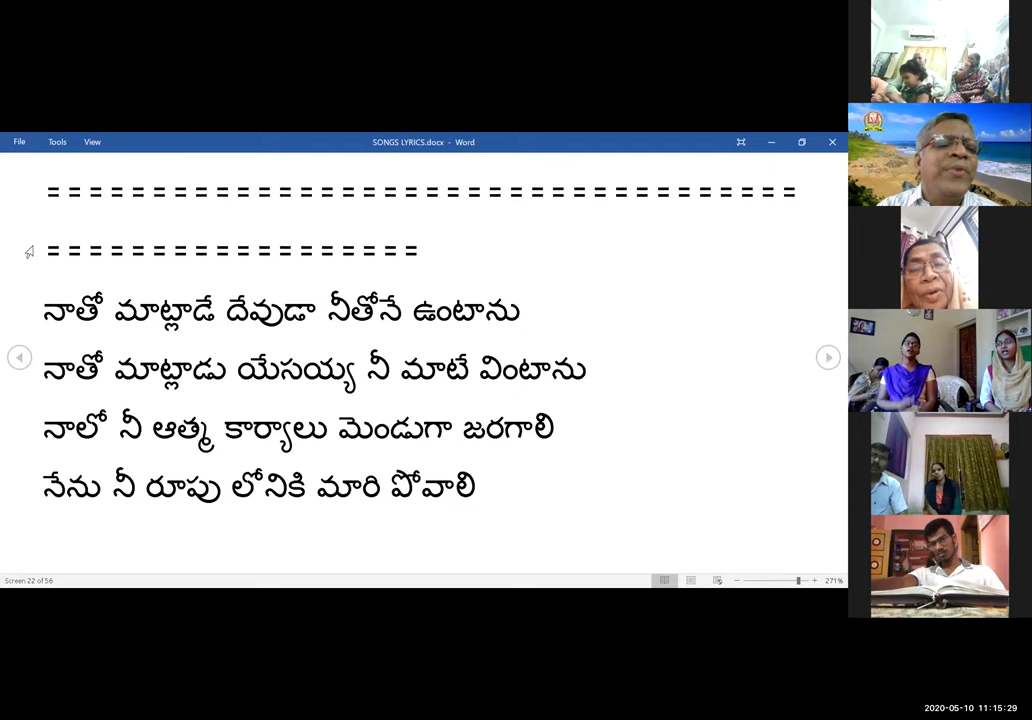 File Tools View SONGS LYRICS.docx - Word
= = = = = = = = = = = = = = = = = = = = = = = = = = = = = = = = = = = =
= = = = = = = = = = = = = = = = = =
నాతో మాట్లాడే దేవుడా నీతోనే ఉంటాను
నాతో మాట్లాడు యేసయ్య నీ మాటే వింటాను
నాలో నీ ఆత్మ కార్యాలు మెండుగా జరగాలి
నేను నీ రూపు లోనికి మారి పోవాలి
Screen 22 of 56 271%
2020-05-10 11:15:29